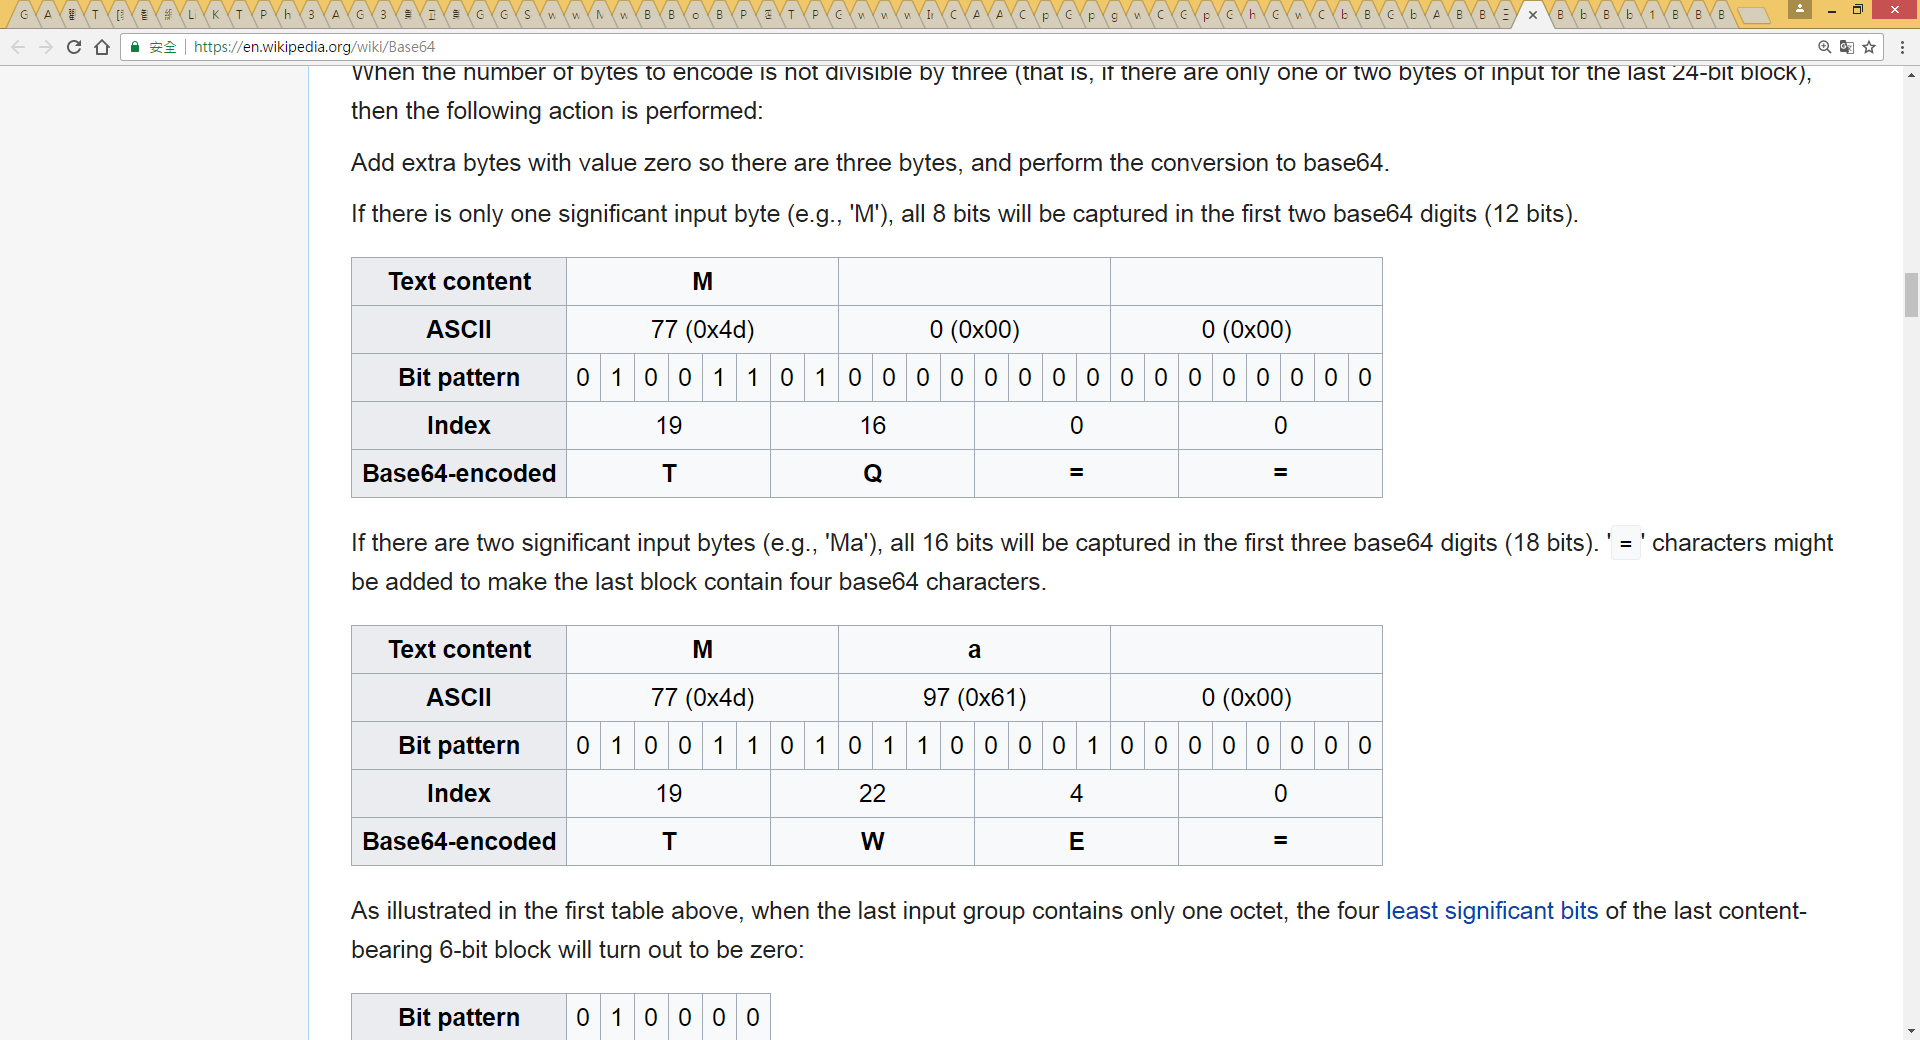 安全 https://en.wikipedia.org/wiki/Base64
When the number of bytes to encode is not divisible by three (that is, if there are only one or two bytes of input for the last 24-bit block),
then the following action is performed:
Add extra bytes with value zero so there are three bytes, and perform the conversion to base64.
If there is only one significant input byte (e.g., 'M'), all 8 bits will be captured in the first two base64 digits (12 bits).
Text content M
ASCII 77 (0x4d) 0 (0x00) 0 (0x00)
Bit pattern 0 1 0 0 1 1 0 1 0 0 0 0 0 0 0 0 0 0 0 0 0 0 0 0
Index 19 16 0 0
Base64-encoded T Q = =
If there are two significant input bytes (e.g., 'Ma'), all 16 bits will be captured in the first three base64 digits (18 bits). '=' characters might
be added to make the last block contain four base64 characters.
Text content M a
ASCII 77 (0x4d) 97 (0x61) 0 (0x00)
Bit pattern 0 1 0 0 1 1 0 1 0 1 1 0 0 0 0 1 0 0 0 0 0 0 0 0
Index 19 22 4 0
Base64-encoded T W E =
As illustrated in the first table above, when the last input group contains only one octet, the four least significant bits of the last content-
bearing 6-bit block will turn out to be zero:
Bit pattern 0 1 0 0 0 0